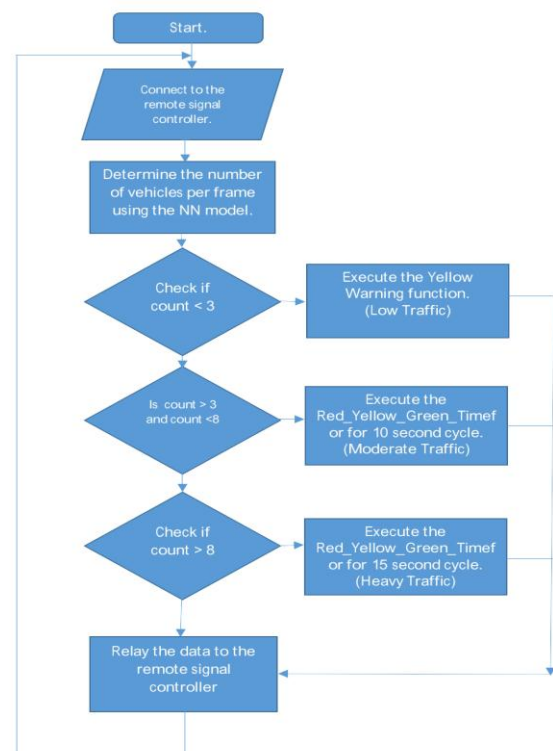 Start.
Connect to the
remote signal
controller.
Determine the number
of vehicles per frame
using the NN model.
Check if
count < 3
Execute the Yellow
Warning function.
(Low Traffic)
Is count > 3
and count <8
Execute the
Red_Yellow_Green_Timef
or for 10 second cycle.
(Moderate Traffic)
Check if
count > 8
Execute the
Red_Yellow_Green_Timef
or for 15 second cycle.
(Heavy Traffic)
Relay the data to the
remote signal
controller